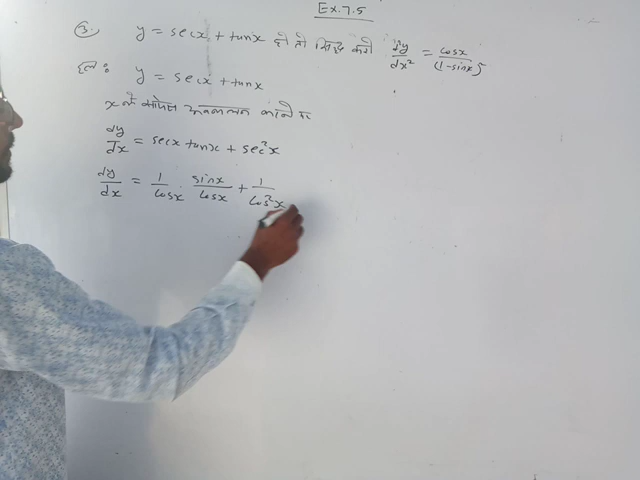 Ex.7.5
③. y = secx + tanx हो तो सिद्ध करो d²y/dx² = cosx/(1-sinx)²
हल: y = secx + tanx
x के सापेक्ष अवकलन करने पर
dy/dx = secx tanx + sec²x
dy/dx = 1/cosx · sinx/cosx + 1/cos²x